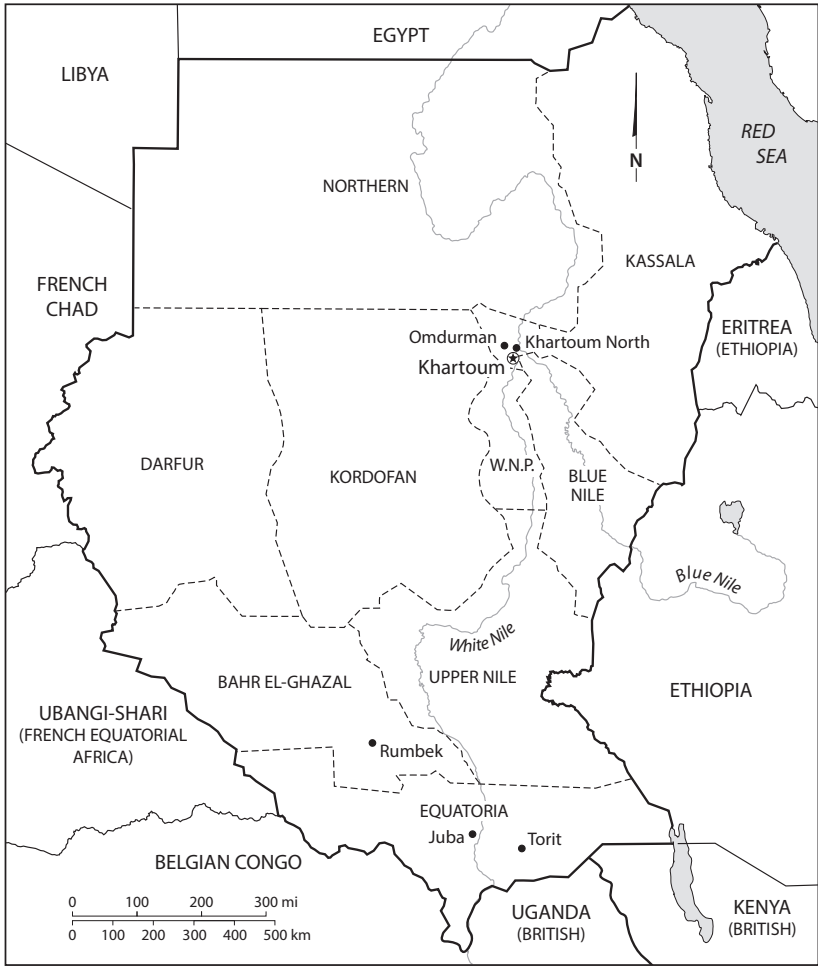 EGYPT
LIBYA
RED
SEA
N
NORTHERN
KASSALA
FRENCH
CHAD
ERITREA
(ETHIOPIA)
Omdurman
Khartoum North
Khartoum
DARFUR
KORDOFAN
W.N.P.
BLUE
NILE
Blue Nile
White Nile
BAHR EL-GHAZAL
UPPER NILE
ETHIOPIA
UBANGI-SHARI
(FRENCH EQUATORIAL
AFRICA)
Rumbek
EQUATORIA
Juba
Torit
BELGIAN CONGO
UGANDA
(BRITISH)
KENYA
(BRITISH)
0 100 200 300 mi
0 100 200 300 400 500 km